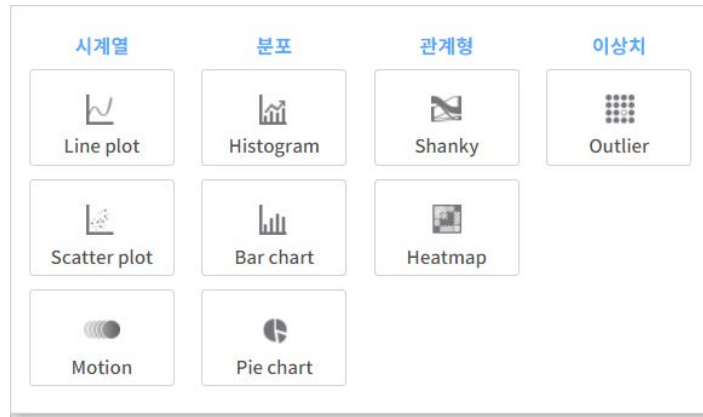 시계열 분포 관계형 이상치
Line plot Histogram Shanky Outlier
Scatter plot Bar chart Heatmap
Motion Pie chart